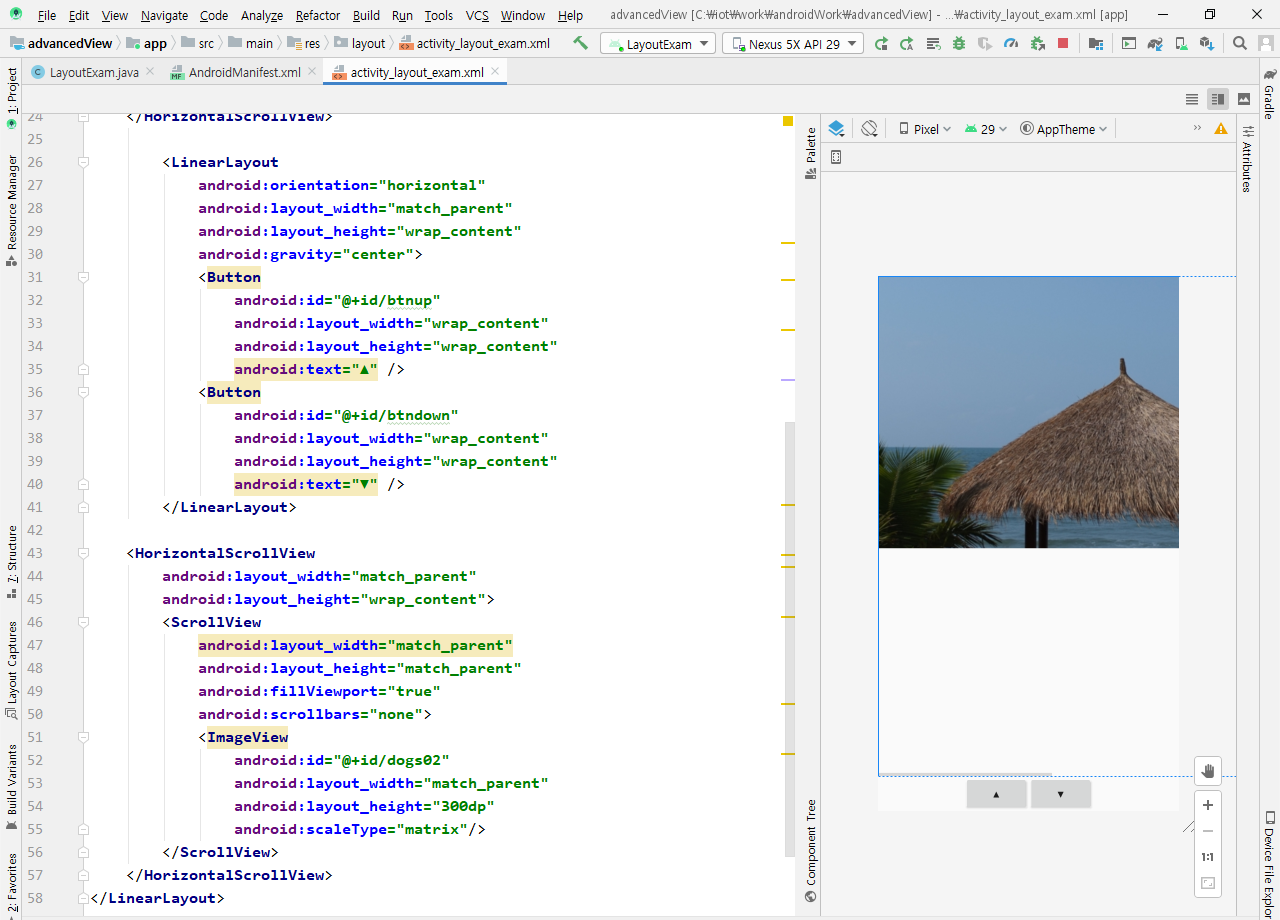 File Edit View Navigate Code Analyze Refactor Build Run Tools VCS Window Help advancedView [C:₩iot₩work₩androidWork₩advancedView] - ...₩activity_layout_exam.xml [app]
advancedView app src main res layout activity_layout_exam.xml LayoutExam Nexus 5X API 29
LayoutExam.java AndroidManifest.xml activity_layout_exam.xml
1: Project
Resource Manager
7: Structure
Layout Captures
Build Variants
2: Favorites
24 </HorizontalScrollView>
25
26 <LinearLayout
27 android:orientation="horizontal"
28 android:layout_width="match_parent"
29 android:layout_height="wrap_content"
30 android:gravity="center">
31 <Button
32 android:id="@+id/btnup"
33 android:layout_width="wrap_content"
34 android:layout_height="wrap_content"
35 android:text="▲" />
36 <Button
37 android:id="@+id/btndown"
38 android:layout_width="wrap_content"
39 android:layout_height="wrap_content"
40 android:text="▼" />
41 </LinearLayout>
42
43 <HorizontalScrollView
44 android:layout_width="match_parent"
45 android:layout_height="wrap_content">
46 <ScrollView
47 android:layout_width="match_parent"
48 android:layout_height="match_parent"
49 android:fillViewport="true"
50 android:scrollbars="none">
51 <ImageView
52 android:id="@+id/dogs02"
53 android:layout_width="match_parent"
54 android:layout_height="300dp"
55 android:scaleType="matrix"/>
56 </ScrollView>
57 </HorizontalScrollView>
58 </LinearLayout>
Palette
Component Tree
Pixel 29 AppTheme »
▲ ▼
+
−
1:1
Attributes
Gradle
Device File Explor